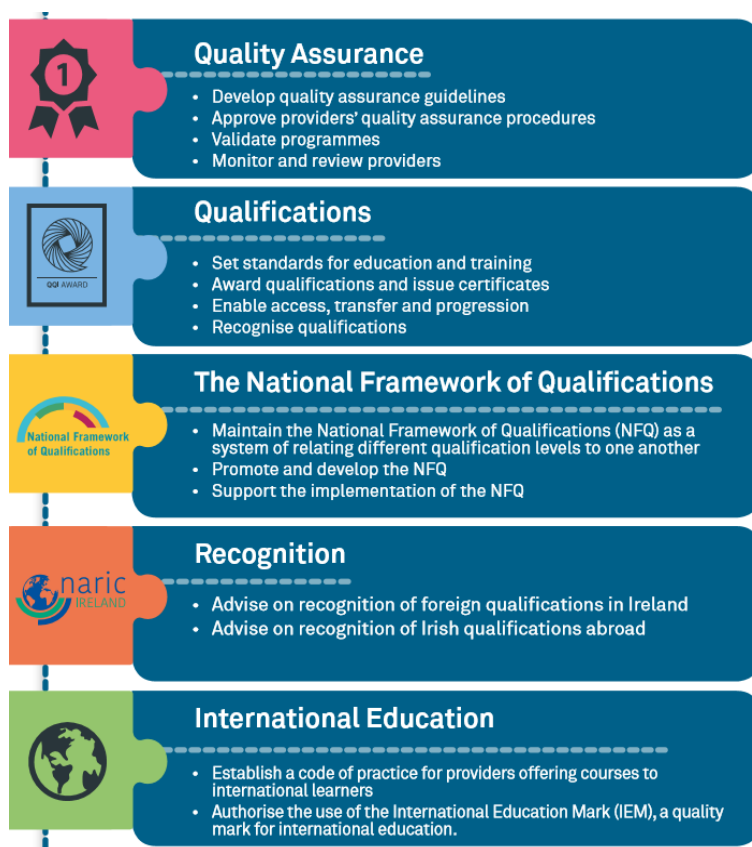 1
Quality Assurance
• Develop quality assurance guidelines
• Approve providers' quality assurance procedures
• Validate programmes
• Monitor and review providers
QQI AWARD
Qualifications
• Set standards for education and training
• Award qualifications and issue certificates
• Enable access, transfer and progression
• Recognise qualifications
National Framework
of Qualifications
The National Framework of Qualifications
• Maintain the National Framework of Qualifications (NFQ) as a
system of relating different qualification levels to one another
• Promote and develop the NFQ
• Support the implementation of the NFQ
naric
IRELAND
Recognition
• Advise on recognition of foreign qualifications in Ireland
• Advise on recognition of Irish qualifications abroad
International Education
• Establish a code of practice for providers offering courses to
international learners
• Authorise the use of the International Education Mark (IEM), a quality
mark for international education.